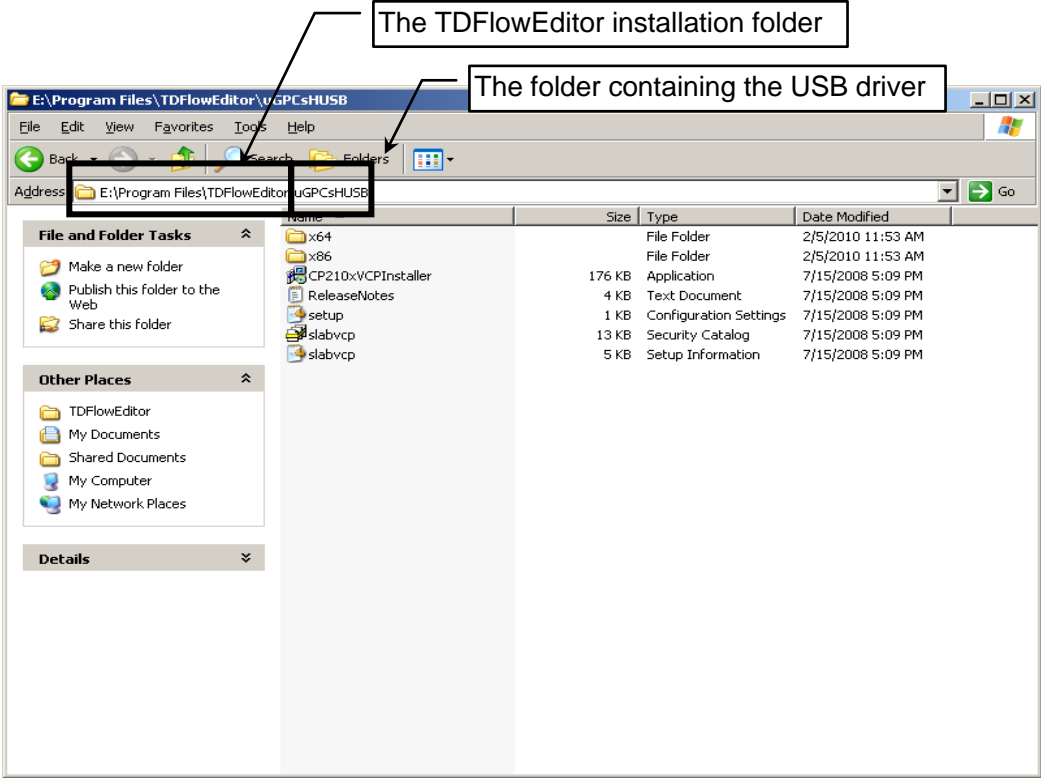 The TDFlowEditor installation folder
The folder containing the USB driver
E:\Program Files\TDFlowEditor\uGPCsHUSB
File Edit View Favorites Tools Help
Back Search Folders
Address E:\Program Files\TDFlowEditor\uGPCsHUSB Go
Name Size Type Date Modified
File and Folder Tasks
Make a new folder
Publish this folder to the
Web
Share this folder
Other Places
TDFlowEditor
My Documents
Shared Documents
My Computer
My Network Places
Details
x64 File Folder 2/5/2010 11:53 AM
x86 File Folder 2/5/2010 11:53 AM
CP210xVCPInstaller 176 KB Application 7/15/2008 5:09 PM
ReleaseNotes 4 KB Text Document 7/15/2008 5:09 PM
setup 1 KB Configuration Settings 7/15/2008 5:09 PM
slabvcp 13 KB Security Catalog 7/15/2008 5:09 PM
slabvcp 5 KB Setup Information 7/15/2008 5:09 PM